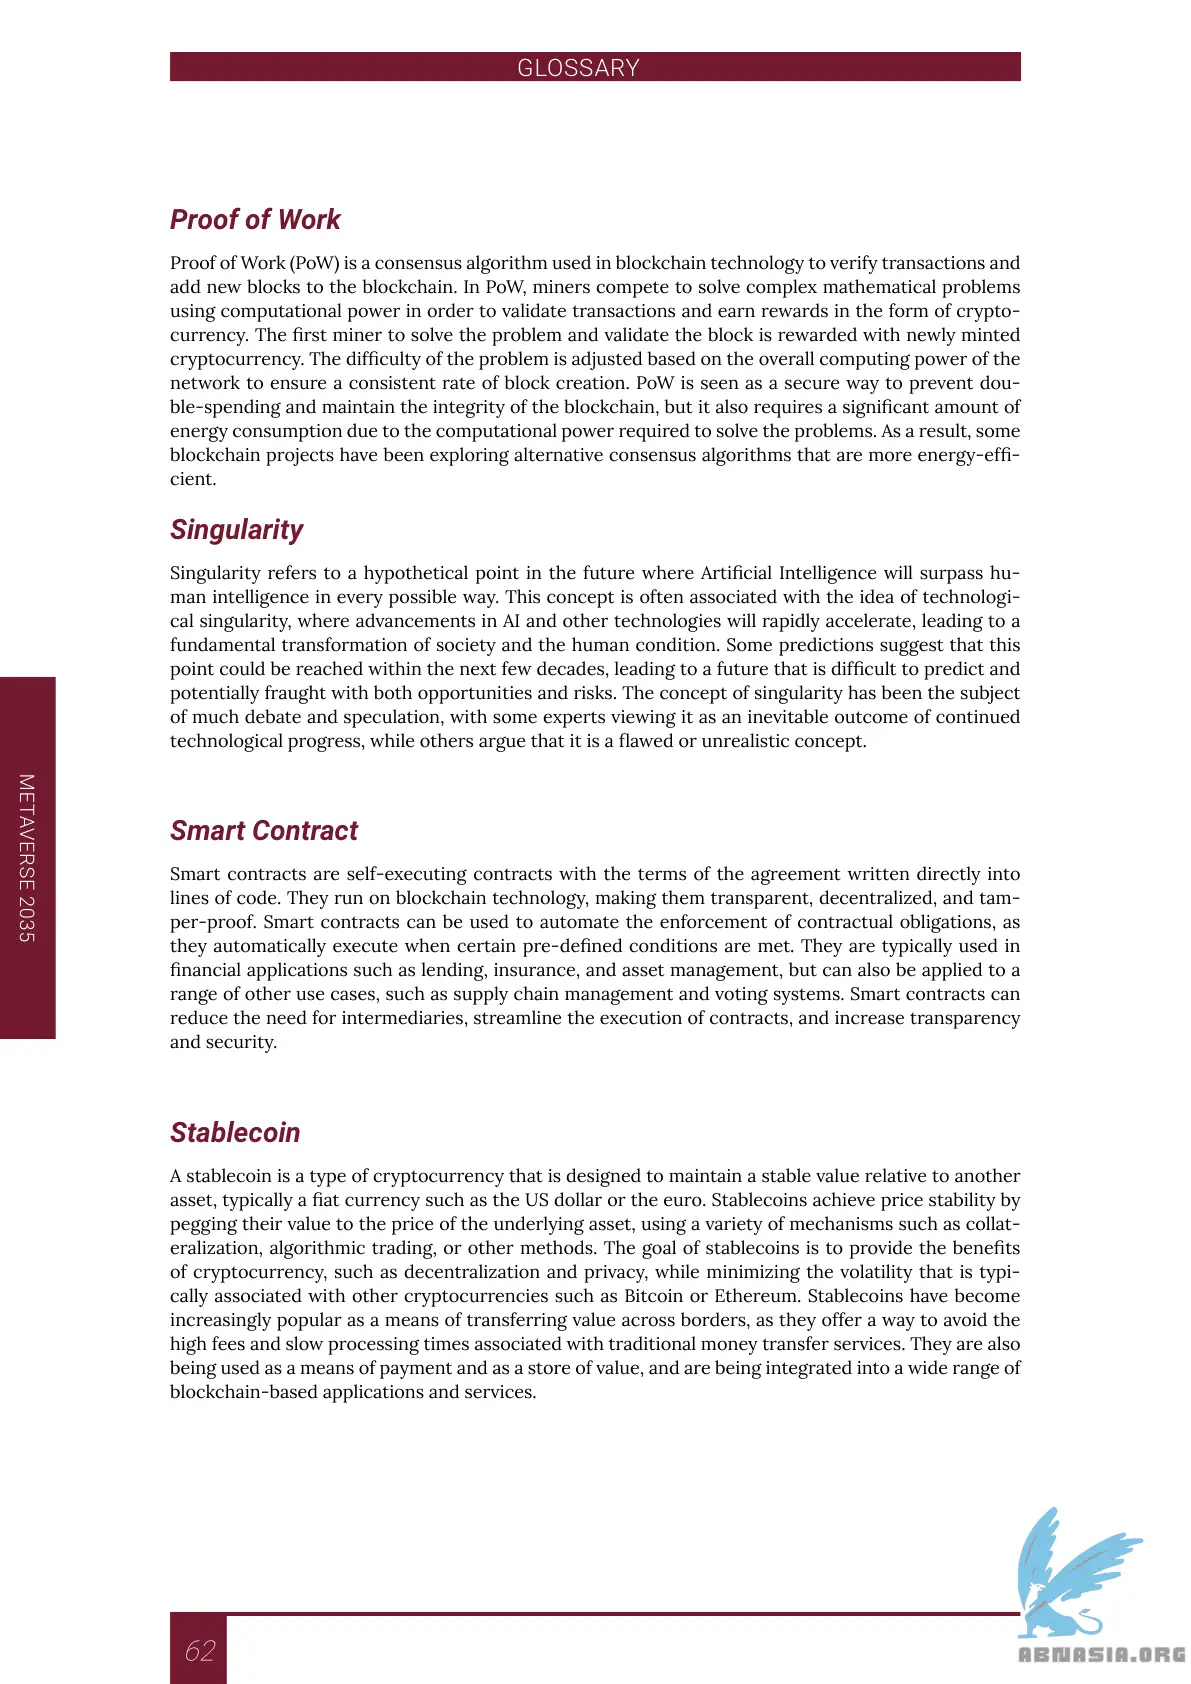 GLOSSARY
Proof of Work
Proof of Work (PoW) is a consensus algorithm used in blockchain technology to verify transactions and
add new blocks to the blockchain. In PoW, miners compete to solve complex mathematical problems
using computational power in order to validate transactions and earn rewards in the form of crypto-
currency. The first miner to solve the problem and validate the block is rewarded with newly minted
cryptocurrency. The difficulty of the problem is adjusted based on the overall computing power of the
network to ensure a consistent rate of block creation. PoW is seen as a secure way to prevent dou-
ble-spending and maintain the integrity of the blockchain, but it also requires a significant amount of
energy consumption due to the computational power required to solve the problems. As a result, some
blockchain projects have been exploring alternative consensus algorithms that are more energy-effi-
cient.
Singularity
Singularity refers to a hypothetical point in the future where Artificial Intelligence will surpass hu-
man intelligence in every possible way. This concept is often associated with the idea of technologi-
cal singularity, where advancements in AI and other technologies will rapidly accelerate, leading to a
fundamental transformation of society and the human condition. Some predictions suggest that this
point could be reached within the next few decades, leading to a future that is difficult to predict and
potentially fraught with both opportunities and risks. The concept of singularity has been the subject
of much debate and speculation, with some experts viewing it as an inevitable outcome of continued
technological progress, while others argue that it is a flawed or unrealistic concept.
METAVERSE 2035
Smart Contract
Smart contracts are self-executing contracts with the terms of the agreement written directly into
lines of code. They run on blockchain technology, making them transparent, decentralized, and tam-
per-proof. Smart contracts can be used to automate the enforcement of contractual obligations, as
they automatically execute when certain pre-defined conditions are met. They are typically used in
financial applications such as lending, insurance, and asset management, but can also be applied to a
range of other use cases, such as supply chain management and voting systems. Smart contracts can
reduce the need for intermediaries, streamline the execution of contracts, and increase transparency
and security.
Stablecoin
A stablecoin is a type of cryptocurrency that is designed to maintain a stable value relative to another
asset, typically a fiat currency such as the US dollar or the euro. Stablecoins achieve price stability by
pegging their value to the price of the underlying asset, using a variety of mechanisms such as collat-
eralization, algorithmic trading, or other methods. The goal of stablecoins is to provide the benefits
of cryptocurrency, such as decentralization and privacy, while minimizing the volatility that is typi-
cally associated with other cryptocurrencies such as Bitcoin or Ethereum. Stablecoins have become
increasingly popular as a means of transferring value across borders, as they offer a way to avoid the
high fees and slow processing times associated with traditional money transfer services. They are also
being used as a means of payment and as a store of value, and are being integrated into a wide range of
blockchain-based applications and services.
62
ABNASIA.ORG